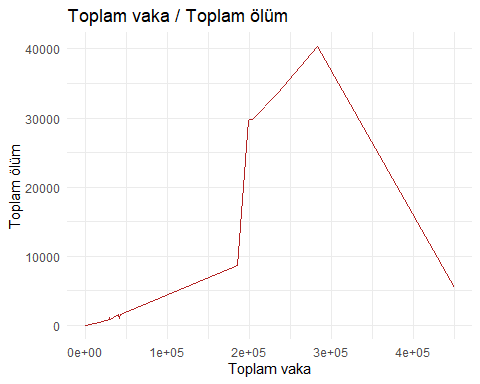 Toplam vaka / Toplam ölüm
40000
30000
20000
10000
0
Toplam ölüm
0e+00 1e+05 2e+05 3e+05 4e+05
Toplam vaka